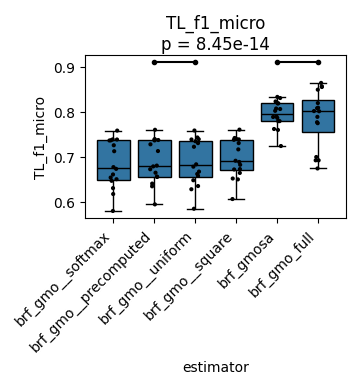 TL_f1_micro
p = 8.45e-14
0.9
0.8
0.7
0.6
TL_f1_micro
brf_gmo__softmax
brf_gmo__precomputed
brf_gmo__uniform
brf_gmo__square
brf_gmosa
brf_gmo_full
estimator